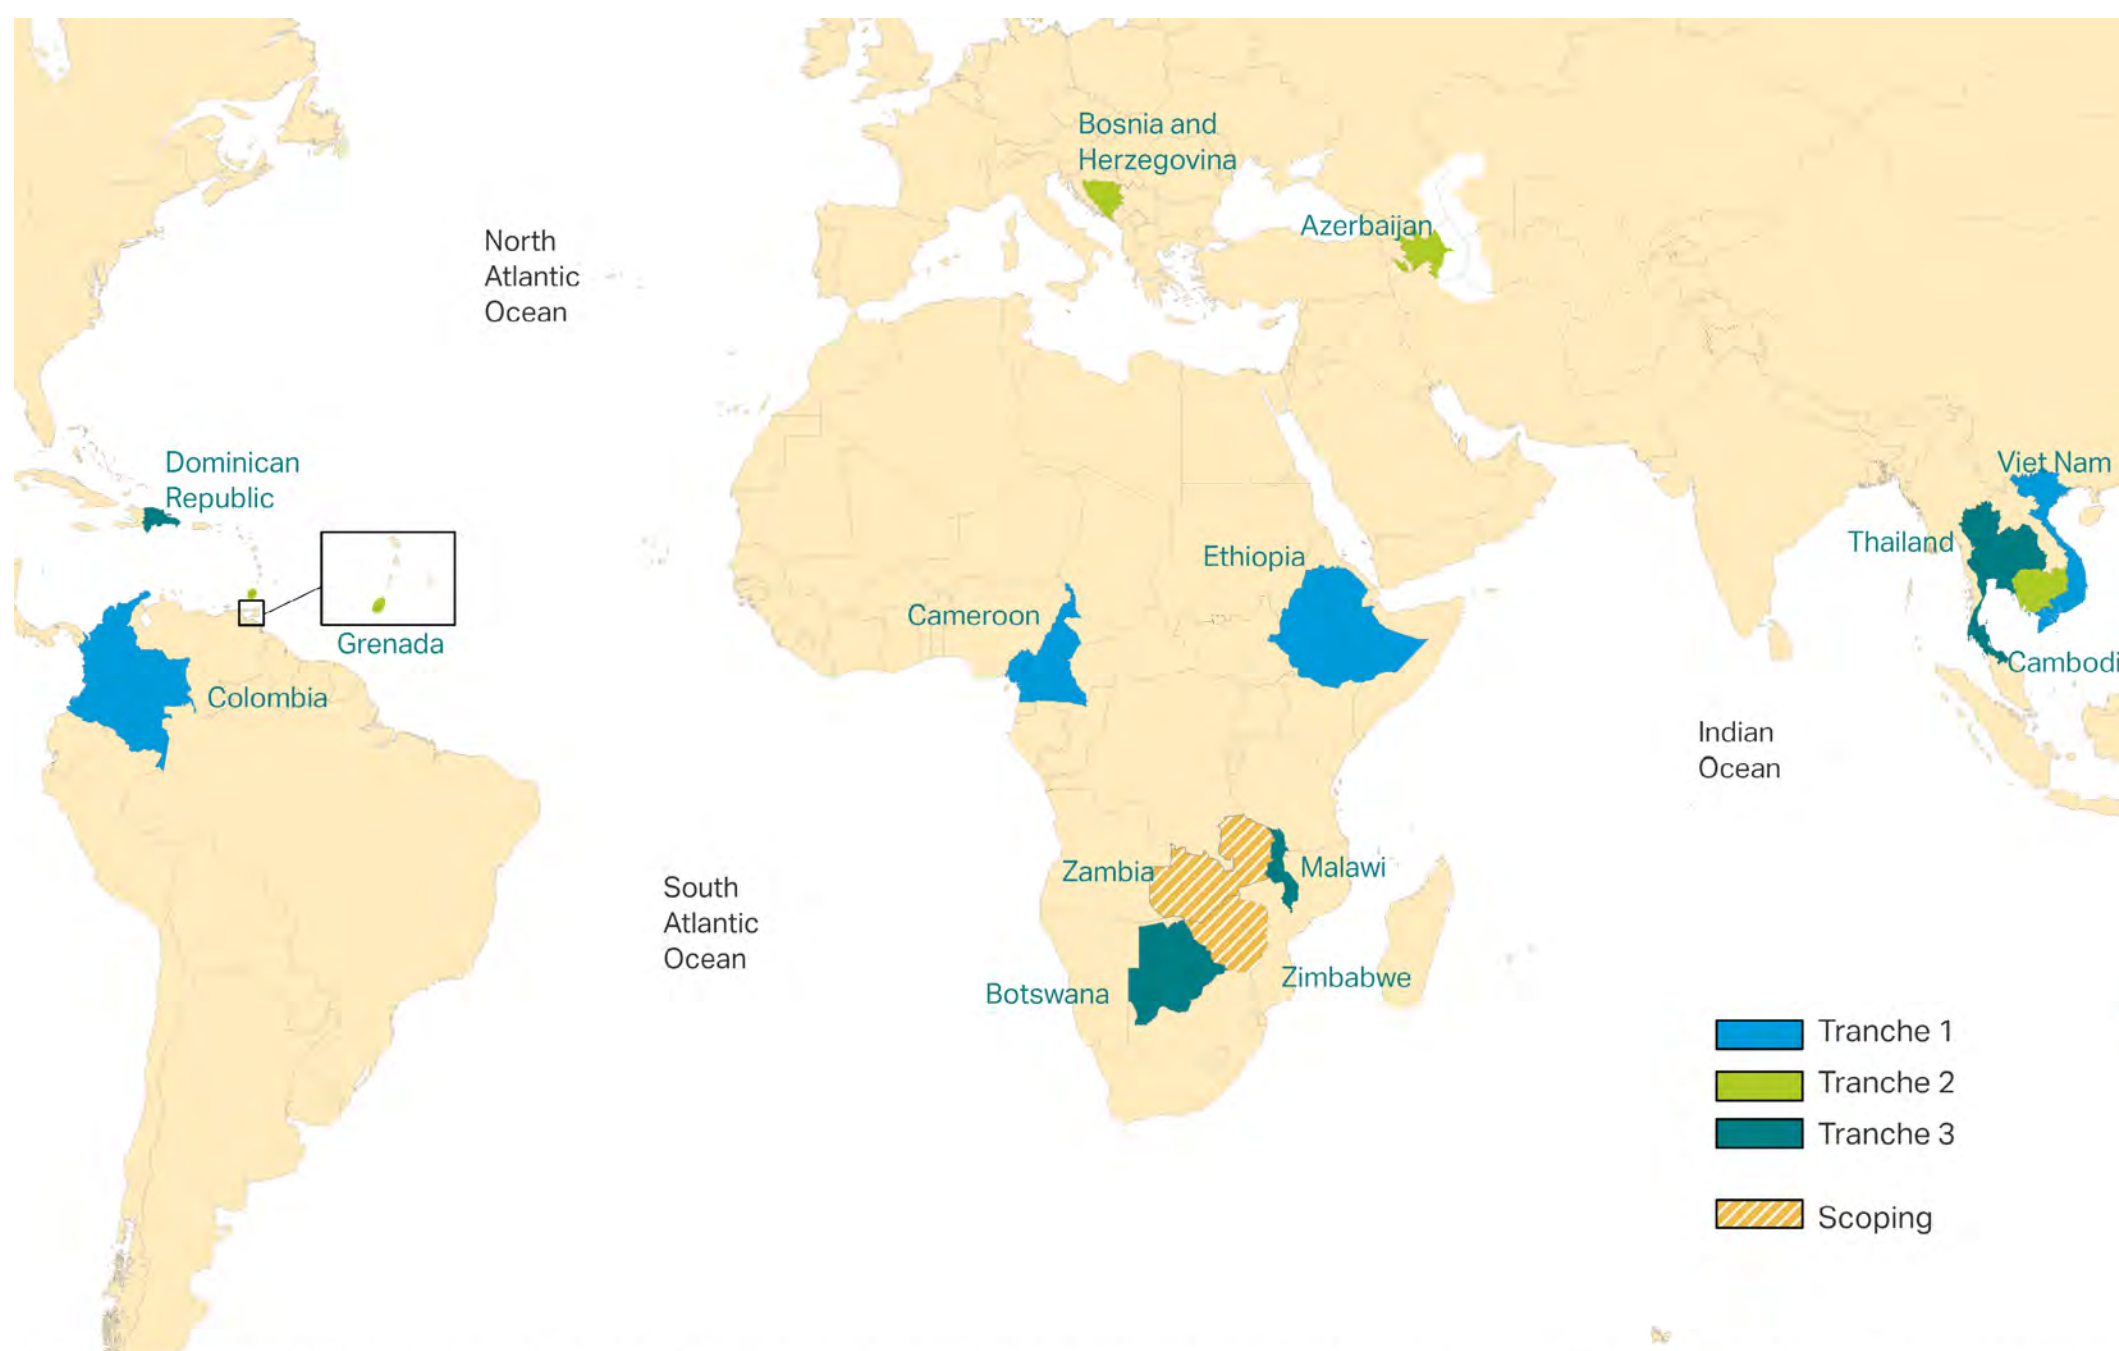 Bosnia and
Herzegovina
Azerbaijan
North
Atlantic
Ocean
Dominican
Republic
Viet Nam
Thailand
Ethiopia
Cameroon
Grenada
Cambodi
Colombia
Indian
Ocean
Zambia
Malawi
South
Atlantic
Ocean
Zimbabwe
Botswana
Tranche 1
Tranche 2
Tranche 3
Scoping